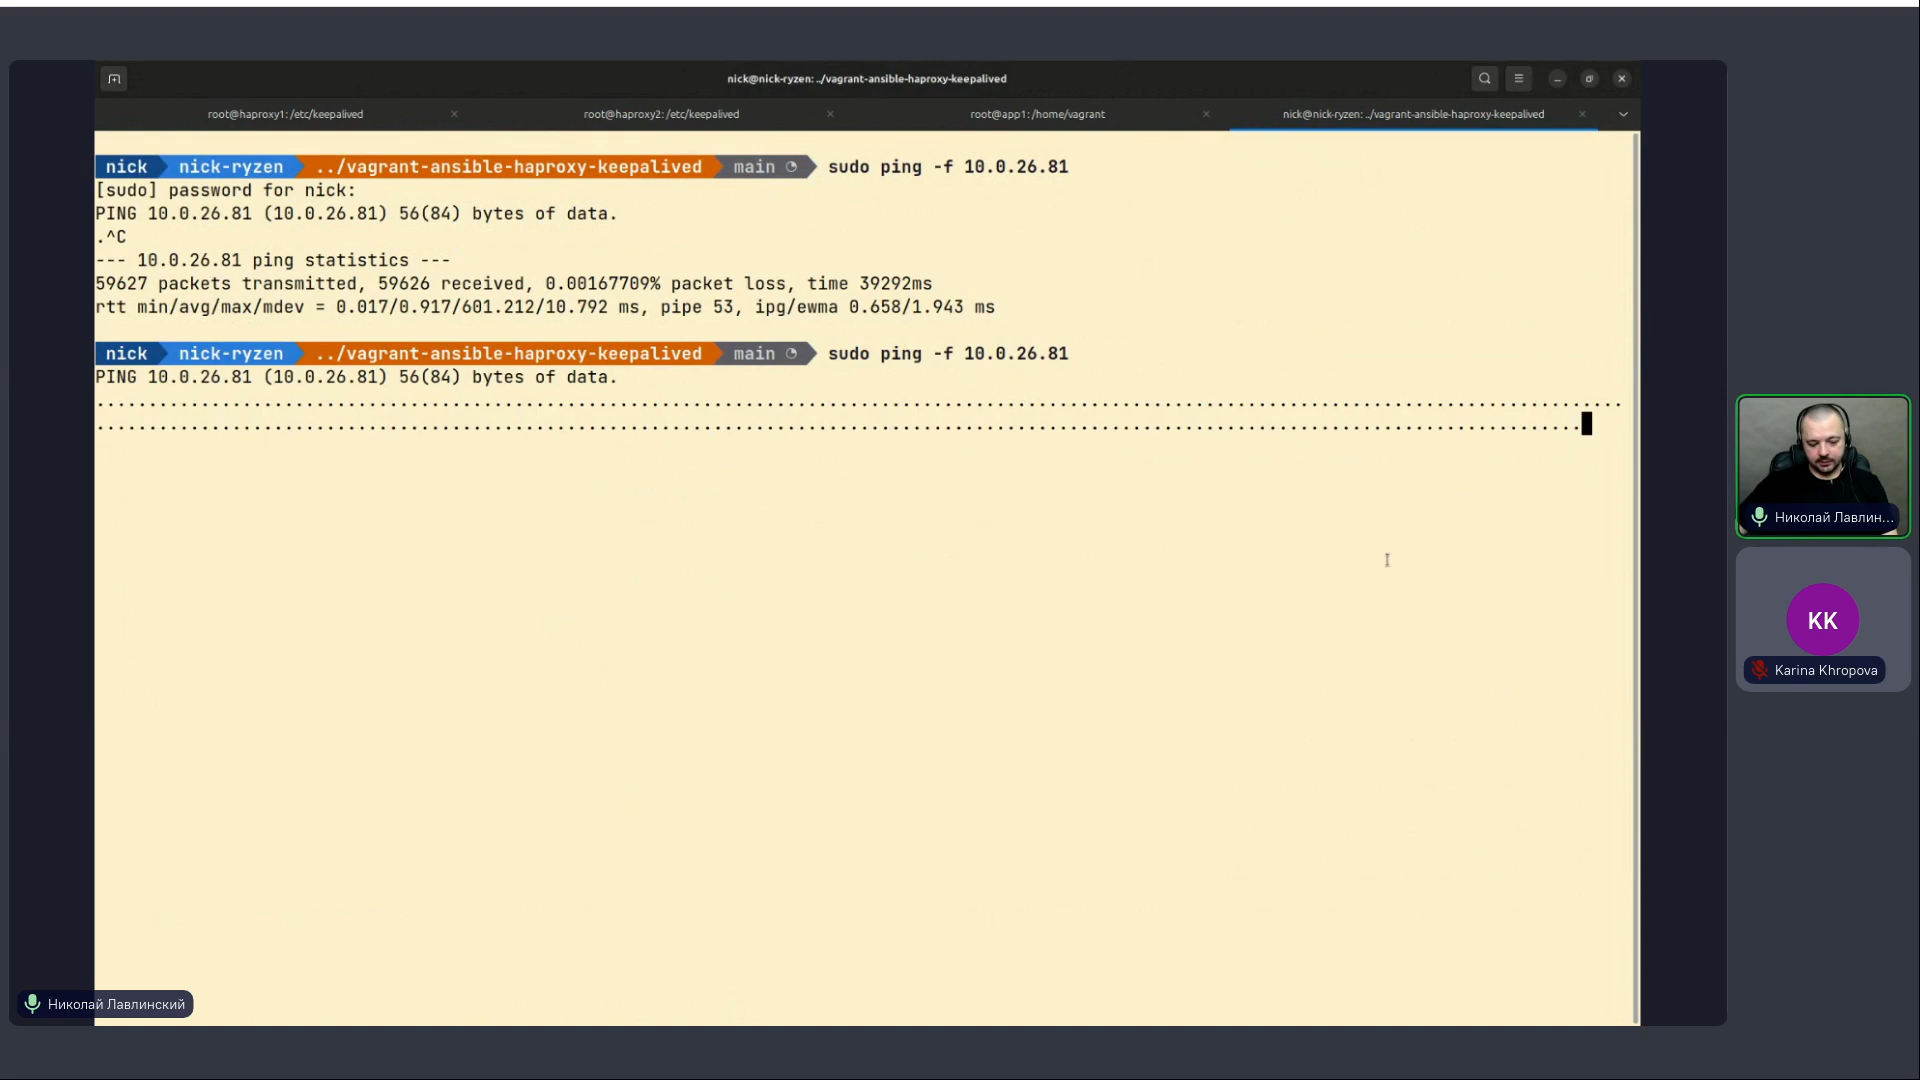 nick@nick-ryzen: ../vagrant-ansible-haproxy-keepalived
root@haproxy1: /etc/keepalived
root@haproxy2: /etc/keepalived
root@app1: /home/vagrant
nick@nick-ryzen: ../vagrant-ansible-haproxy-keepalived
nick nick-ryzen ../vagrant-ansible-haproxy-keepalived main sudo ping -f 10.0.26.81
[sudo] password for nick:
PING 10.0.26.81 (10.0.26.81) 56(84) bytes of data.
.^C
--- 10.0.26.81 ping statistics ---
59627 packets transmitted, 59626 received, 0.00167709% packet loss, time 39292ms
rtt min/avg/max/mdev = 0.017/0.917/601.212/10.792 ms, pipe 53, ipg/ewma 0.658/1.943 ms
nick nick-ryzen ../vagrant-ansible-haproxy-keepalived main sudo ping -f 10.0.26.81
PING 10.0.26.81 (10.0.26.81) 56(84) bytes of data.
..................................................................................................................................................
..............................................................................................................................................
Николай Лавлин...
KK
Karina Khropova
Николай Лавлинский